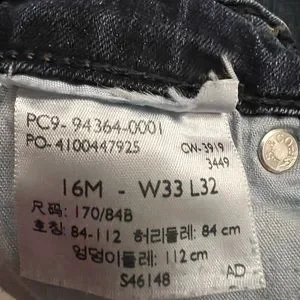 PC9-94364-0001
PO-4100447925 CW-3919
3449
16M - W33 L32
尺码: 170/84B
호칭: 84-112 허리둘레: 84 cm
엉덩이둘레: 112 cm
S46148 AD